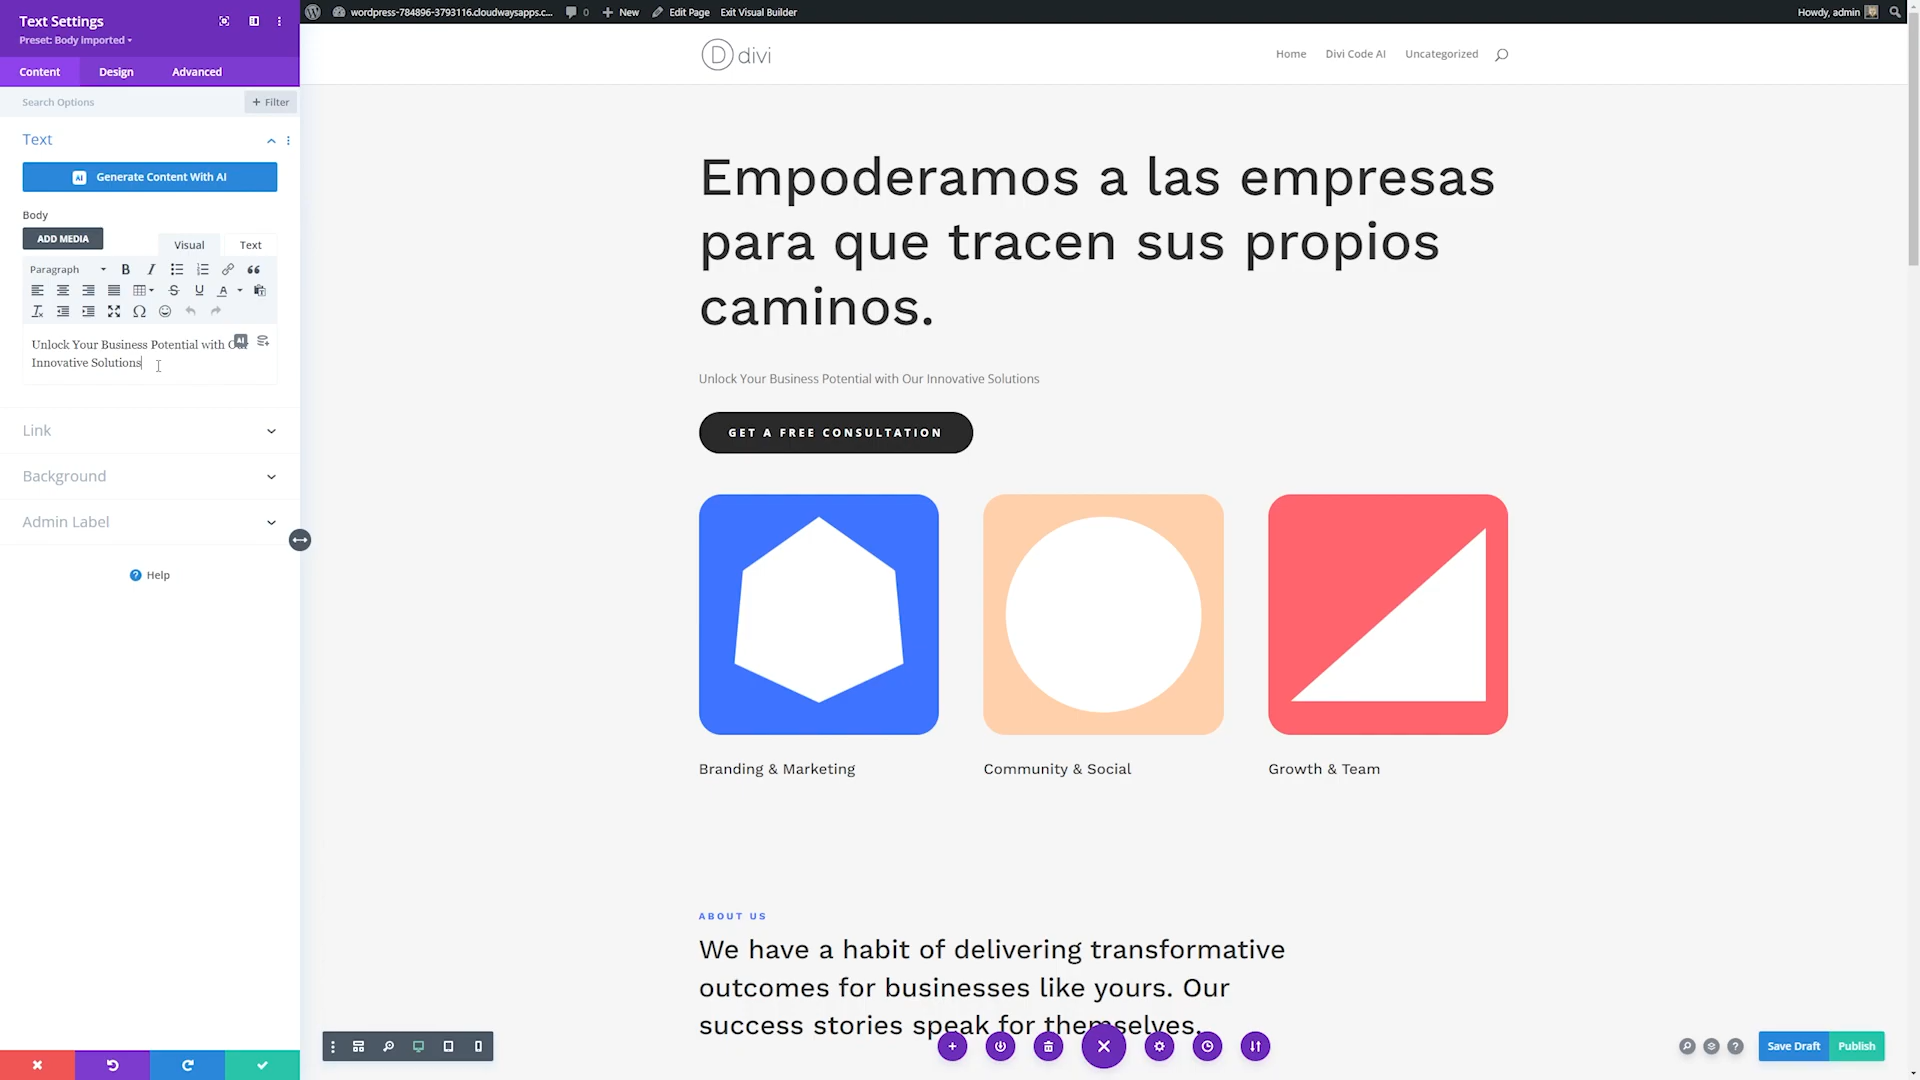 Text Settings
Preset: Body imported
Content Design Advanced
Search Options
+ Filter
Text
AI Generate Content With AI
Body
ADD MEDIA
Visual Text
Paragraph
Unlock Your Business Potential with Our
Innovative Solutions
Link
Background
Admin Label
Help
wordpress-784896-3793116.cloudwaysapps.c... 0 New Edit Page Exit Visual Builder Howdy, admin
D divi
Home Divi Code AI Uncategorized
Empoderamos a las empresas
para que tracen sus propios
caminos.
Unlock Your Business Potential with Our Innovative Solutions
GET A FREE CONSULTATION
Branding & Marketing
Community & Social
Growth & Team
ABOUT US
We have a habit of delivering transformative
outcomes for businesses like yours. Our
success stories speak for themselves.
Save Draft Publish